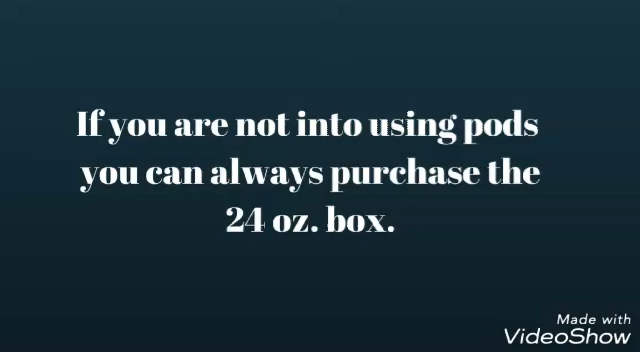 If you are not into using pods
you can always purchase the
24 oz. box.
Made with
VideoShow